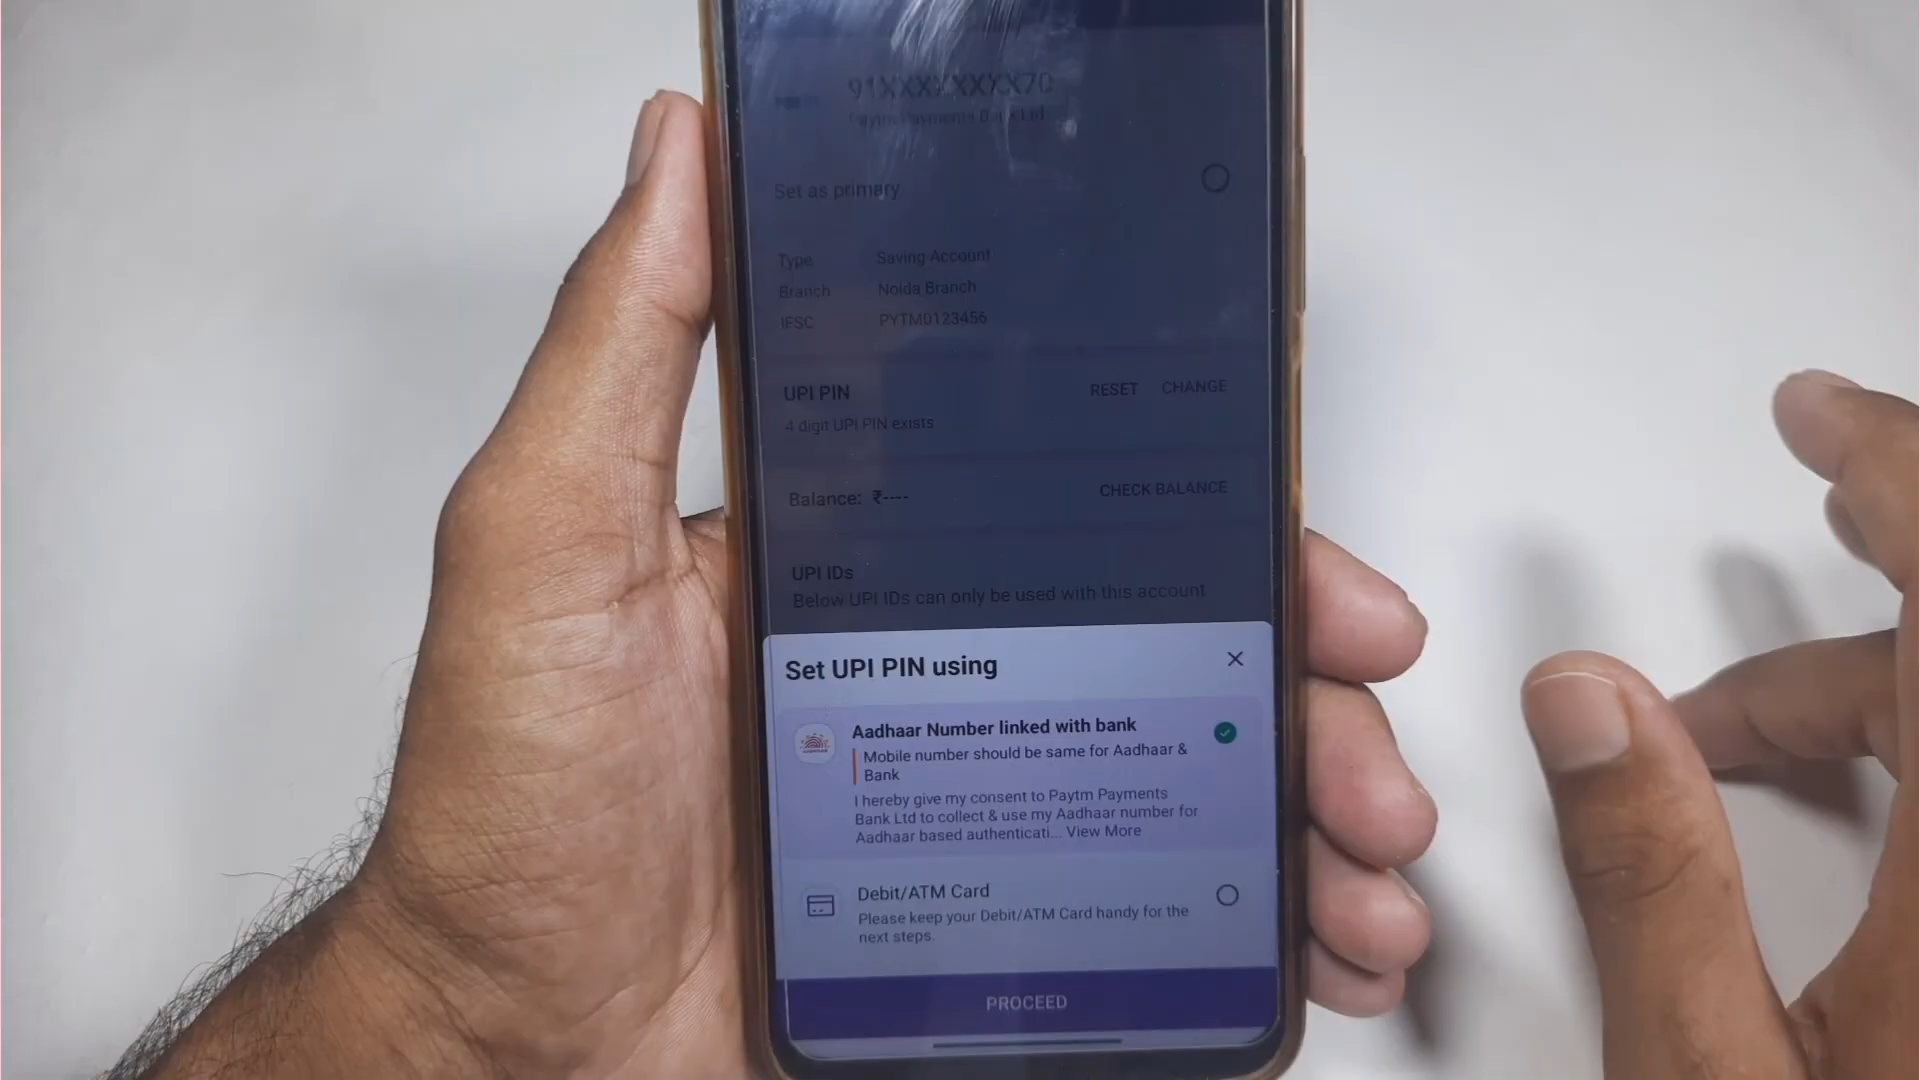 91XXXXXXXX70
Paytm Payments Bank Ltd
Set as primary
Type Saving Account
Branch Noida Branch
IFSC PYTM0123456
UPI PIN RESET CHANGE
4 digit UPI PIN exists
Balance: ₹---- CHECK BALANCE
UPI IDs
Below UPI IDs can only be used with this account
Set UPI PIN using
Aadhaar Number linked with bank
Mobile number should be same for Aadhaar &
Bank
I hereby give my consent to Paytm Payments
Bank Ltd to collect & use my Aadhaar number for
Aadhaar based authenticati... View More
Debit/ATM Card
Please keep your Debit/ATM Card handy for the
next steps.
PROCEED